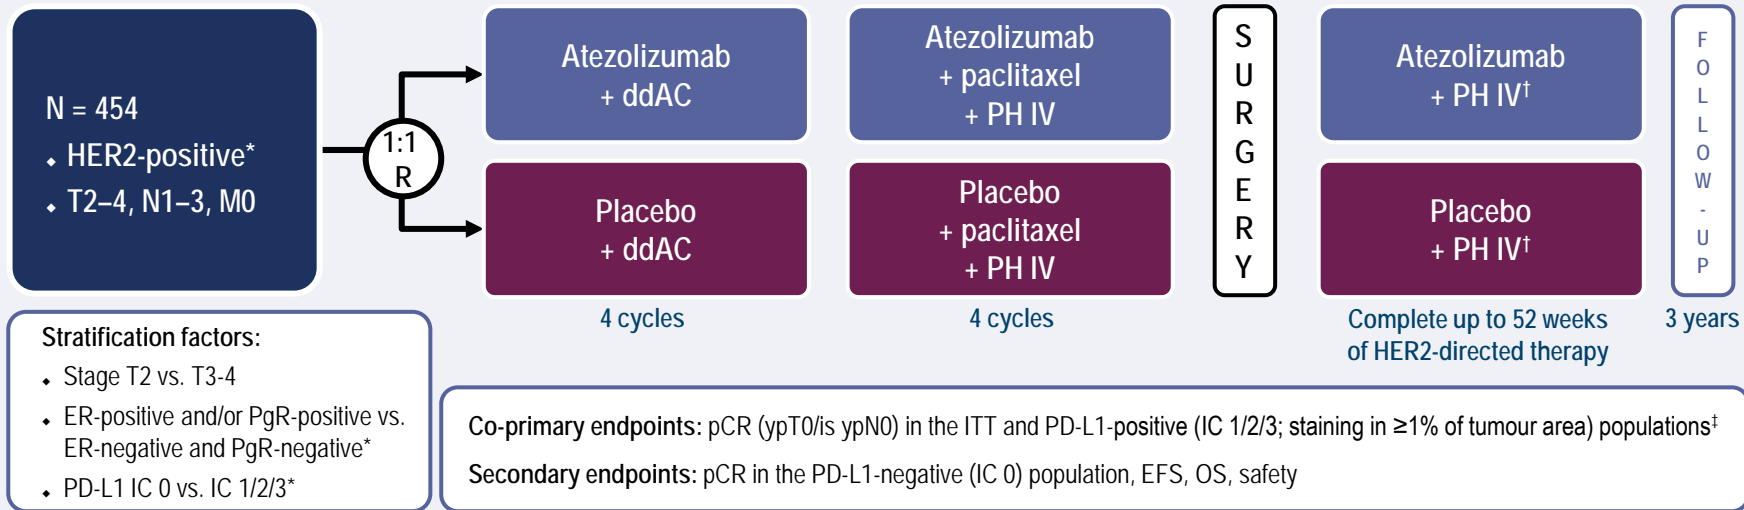 N = 454
⬥ HER2-positive*
⬥ T2–4, N1–3, M0
1:1
R
Atezolizumab
+ ddAC
Atezolizumab
+ paclitaxel
+ PH IV
Placebo
+ ddAC
Placebo
+ paclitaxel
+ PH IV
4 cycles
4 cycles
S
U
R
G
E
R
Y
Atezolizumab
+ PH IV†
Placebo
+ PH IV†
Complete up to 52 weeks
of HER2-directed therapy
F
O
L
L
O
W
-
U
P
3 years
Stratification factors:
⬥ Stage T2 vs. T3-4
⬥ ER-positive and/or PgR-positive vs.
ER-negative and PgR-negative*
⬥ PD-L1 IC 0 vs. IC 1/2/3*
Co-primary endpoints: pCR (ypT0/is ypN0) in the ITT and PD-L1-positive (IC 1/2/3; staining in ≥1% of tumour area) populations‡
Secondary endpoints: pCR in the PD-L1-negative (IC 0) population, EFS, OS, safety